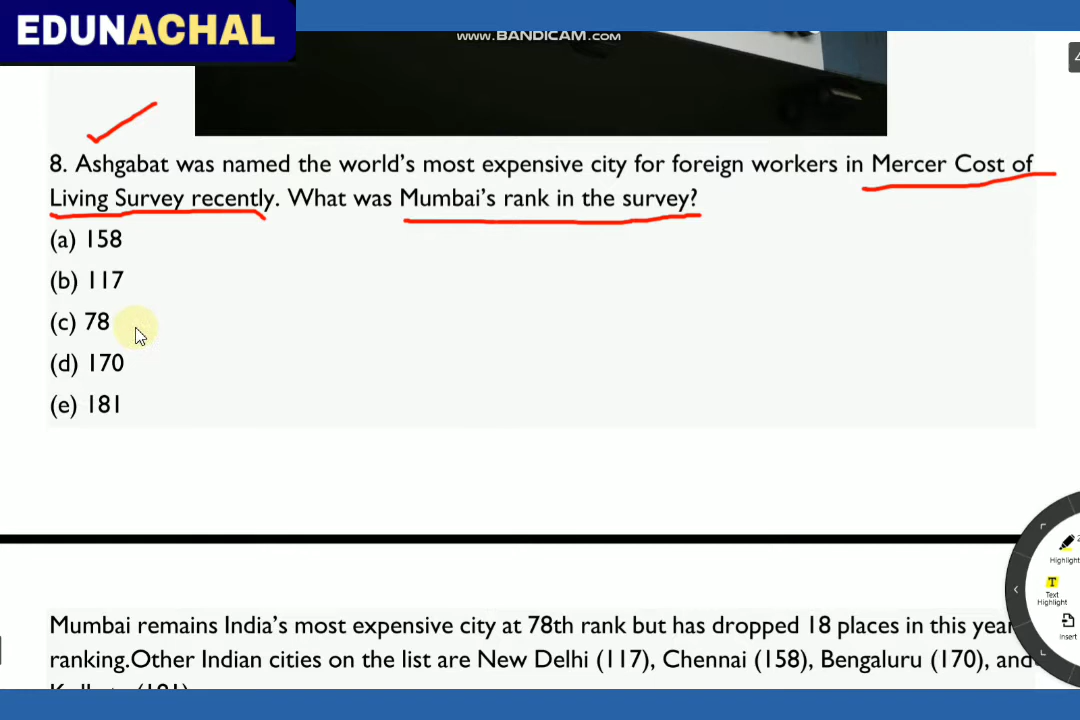 EDUNACHAL
WWW.BANDICAM.COM
4
8. Ashgabat was named the world's most expensive city for foreign workers in Mercer Cost of
Living Survey recently. What was Mumbai's rank in the survey?
(a) 158
(b) 117
(c) 78
(d) 170
(e) 181
Highlight
T
Text
Highlight
Insert
Mumbai remains India's most expensive city at 78th rank but has dropped 18 places in this year
ranking.Other Indian cities on the list are New Delhi (117), Chennai (158), Bengaluru (170), and